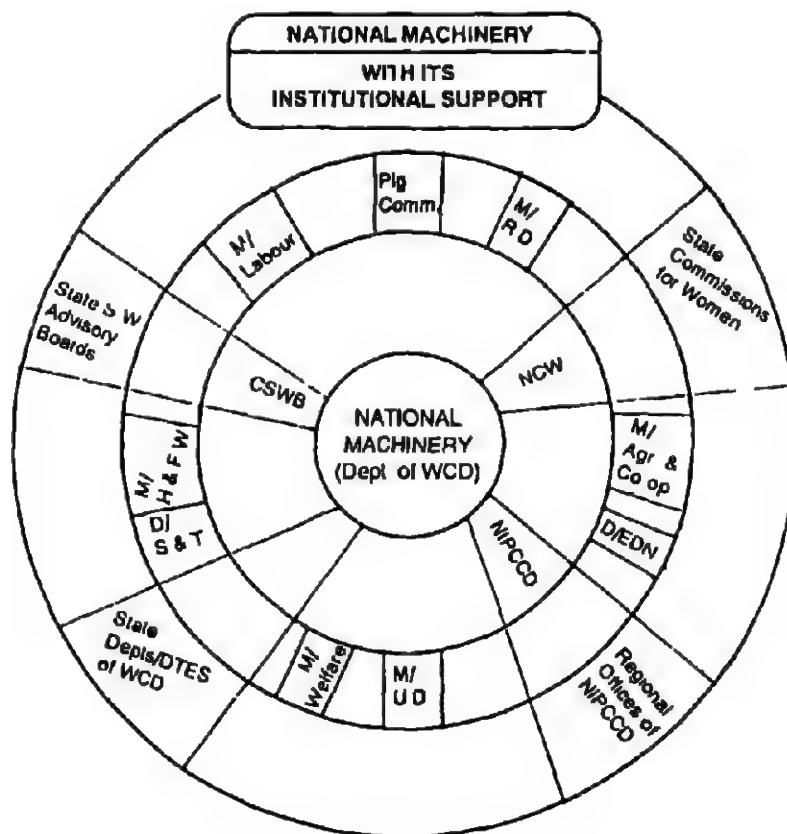 NATIONAL MACHINERY
WITH ITS
INSTITUTIONAL SUPPORT
Plg
Comm.
M/
R D
M/
Labour
State
Commissions
for Women
State S W
Advisory
Boards
CSWB
NCW
NATIONAL
MACHINERY
(Dept of WCD)
M/
Agr &
Co op
M/
H & F W
D/
S & T
D/EDN
NIPCCD
State
Depts/DTES
of WCD
M/
Welfare
M/
U D
Regional
Offices of
NIPCCD